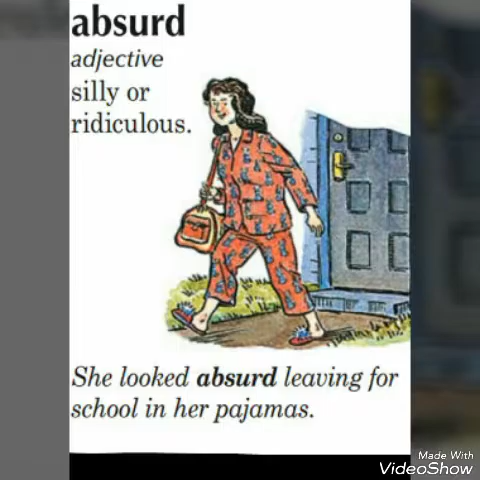 absurd
adjective
silly or
ridiculous.
She looked absurd leaving for
school in her pajamas.
Made With
VideoShow